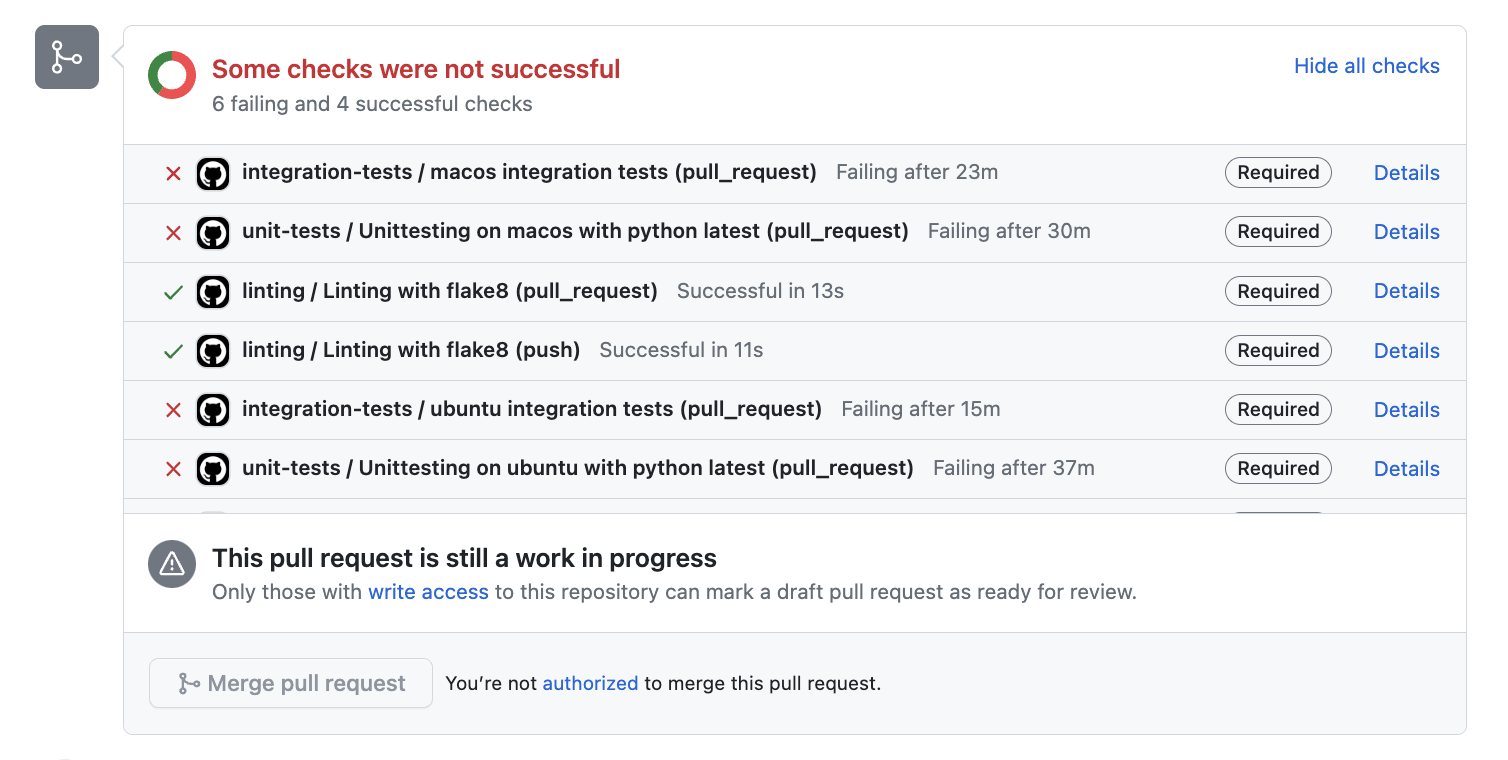 Some checks were not successful
Hide all checks
6 failing and 4 successful checks
integration-tests / macos integration tests (pull_request) Failing after 23m Required Details
unit-tests / Unittesting on macos with python latest (pull_request) Failing after 30m Required Details
linting / Linting with flake8 (pull_request) Successful in 13s Required Details
linting / Linting with flake8 (push) Successful in 11s Required Details
integration-tests / ubuntu integration tests (pull_request) Failing after 15m Required Details
unit-tests / Unittesting on ubuntu with python latest (pull_request) Failing after 37m Required Details
This pull request is still a work in progress
Only those with write access to this repository can mark a draft pull request as ready for review.
Merge pull request You’re not authorized to merge this pull request.